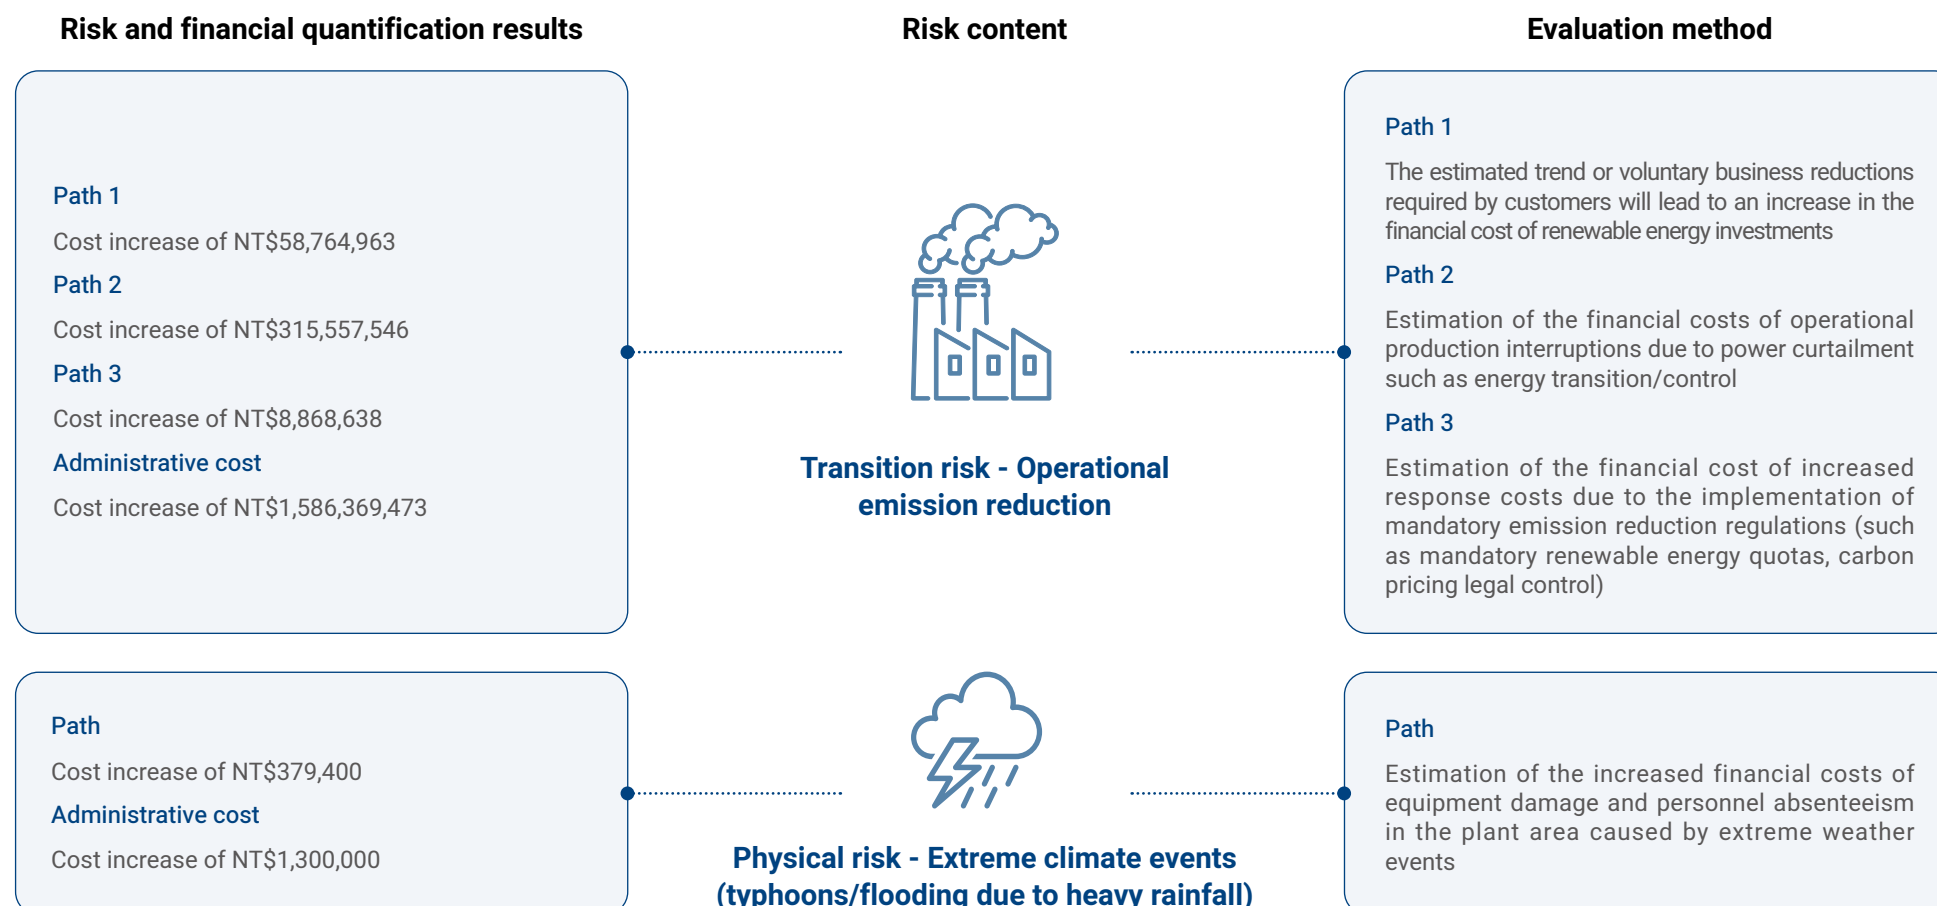 Risk and financial quantification results
Risk content
Evaluation method
Path 1
Cost increase of NT$58,764,963
Path 2
Cost increase of NT$315,557,546
Path 3
Cost increase of NT$8,868,638
Administrative cost
Cost increase of NT$1,586,369,473
Transition risk - Operational
emission reduction
Path 1
The estimated trend or voluntary business reductions
required by customers will lead to an increase in the
financial cost of renewable energy investments
Path 2
Estimation of the financial costs of operational
production interruptions due to power curtailment
such as energy transition/control
Path 3
Estimation of the financial cost of increased
response costs due to the implementation of
mandatory emission reduction regulations (such
as mandatory renewable energy quotas, carbon
pricing legal control)
Path
Cost increase of NT$379,400
Administrative cost
Cost increase of NT$1,300,000
Physical risk - Extreme climate events
(typhoons/flooding due to heavy rainfall)
Path
Estimation of the increased financial costs of
equipment damage and personnel absenteeism
in the plant area caused by extreme weather
events